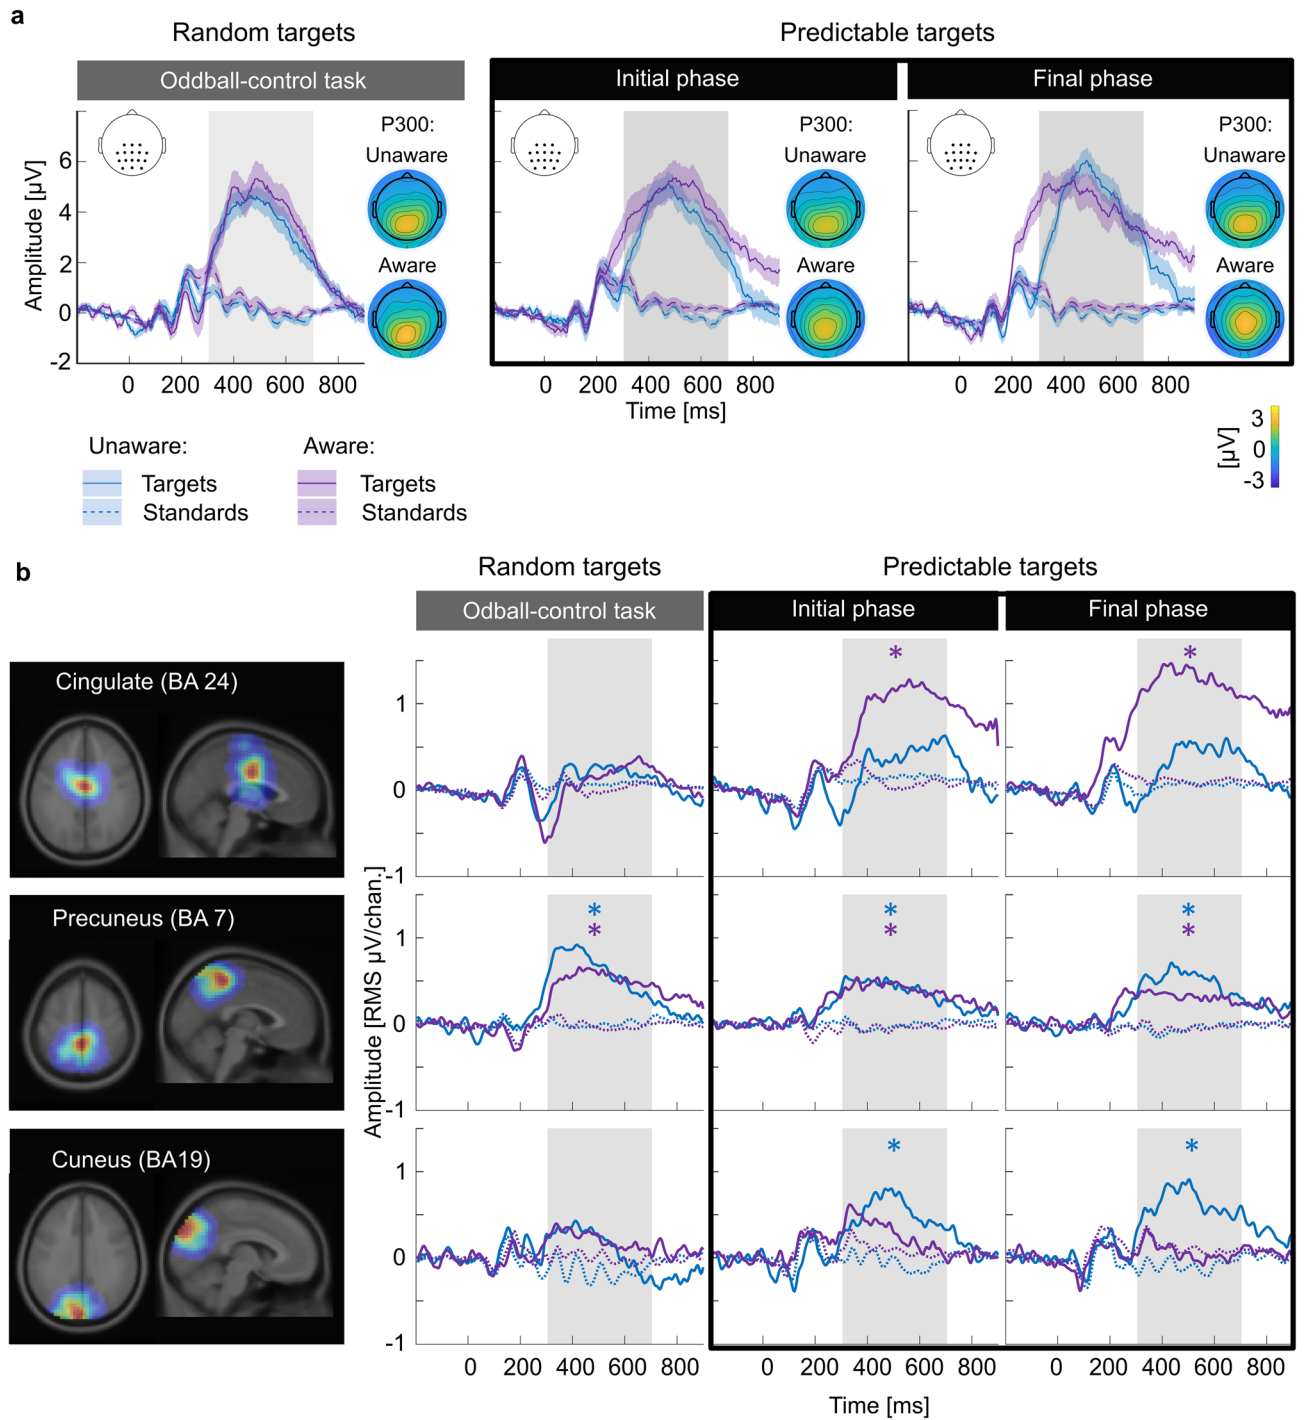 a
Random targets
Predictable targets
Oddball-control task
Initial phase
Final phase
P300:
Unaware
Aware
P300:
Unaware
Aware
P300:
Unaware
Aware
Amplitude [µV]
6
4
2
0
-2
0 200 400 600 800
0 200 400 600 800
0 200 400 600 800
Time [ms]
[µV]
3
0
-3
Unaware:
Targets
Standards
Aware:
Targets
Standards
b
Random targets
Predictable targets
Odball-control task
Initial phase
Final phase
Cingulate (BA 24)
Precuneus (BA 7)
Cuneus (BA19)
Amplitude [RMS µV/chan.]
1
0
-1
*
*
1
0
-1
*
*
*
*
*
*
1
0
-1
*
*
0 200 400 600 800
0 200 400 600 800
0 200 400 600 800
Time [ms]